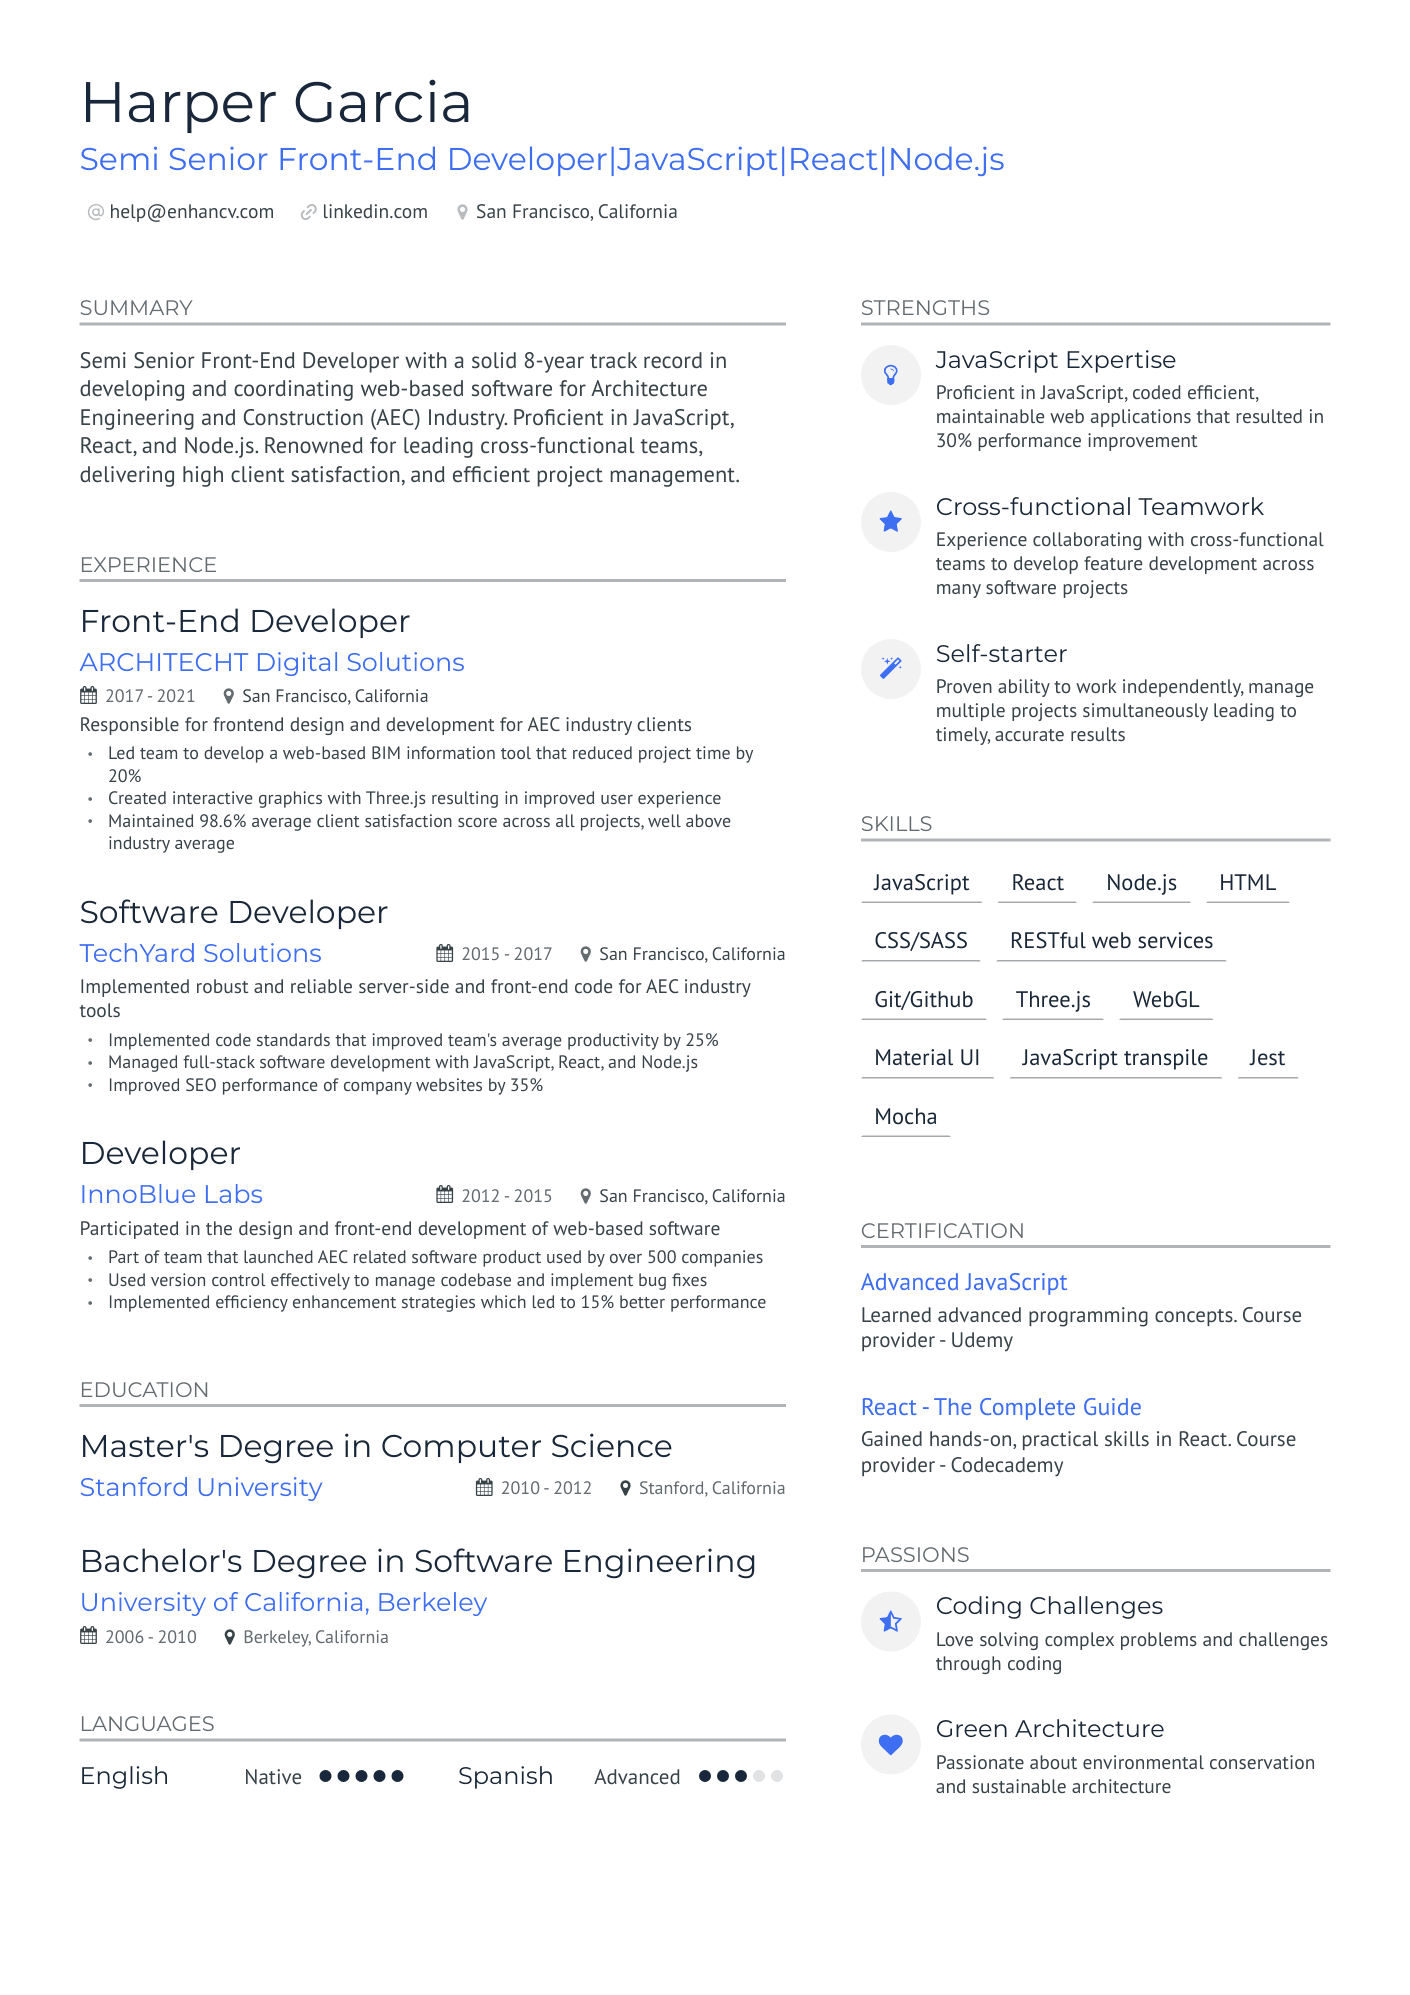 Harper Garcia
Semi Senior Front-End Developer|JavaScript|React|Node.js
help@enhancv.com linkedin.com San Francisco, California
SUMMARY
Semi Senior Front-End Developer with a solid 8-year track record in
developing and coordinating web-based software for Architecture
Engineering and Construction (AEC) Industry. Proficient in JavaScript,
React, and Node.js. Renowned for leading cross-functional teams,
delivering high client satisfaction, and efficient project management.
EXPERIENCE
Front-End Developer
ARCHITECHT Digital Solutions
2017 - 2021 San Francisco, California
Responsible for frontend design and development for AEC industry clients
• Led team to develop a web-based BIM information tool that reduced project time by
20%
• Created interactive graphics with Three.js resulting in improved user experience
• Maintained 98.6% average client satisfaction score across all projects, well above
industry average
Software Developer
TechYard Solutions 2015 - 2017 San Francisco, California
Implemented robust and reliable server-side and front-end code for AEC industry
tools
• Implemented code standards that improved team's average productivity by 25%
• Managed full-stack software development with JavaScript, React, and Node.js
• Improved SEO performance of company websites by 35%
Developer
InnoBlue Labs 2012 - 2015 San Francisco, California
Participated in the design and front-end development of web-based software
• Part of team that launched AEC related software product used by over 500 companies
• Used version control effectively to manage codebase and implement bug fixes
• Implemented efficiency enhancement strategies which led to 15% better performance
EDUCATION
Master's Degree in Computer Science
Stanford University 2010 - 2012 Stanford, California
Bachelor's Degree in Software Engineering
University of California, Berkeley
2006 - 2010 Berkeley, California
LANGUAGES
English Native Spanish Advanced
STRENGTHS
JavaScript Expertise
Proficient in JavaScript, coded efficient,
maintainable web applications that resulted in
30% performance improvement
Cross-functional Teamwork
Experience collaborating with cross-functional
teams to develop feature development across
many software projects
Self-starter
Proven ability to work independently, manage
multiple projects simultaneously leading to
timely, accurate results
SKILLS
JavaScript React Node.js HTML
CSS/SASS RESTful web services
Git/Github Three.js WebGL
Material UI JavaScript transpile Jest
Mocha
CERTIFICATION
Advanced JavaScript
Learned advanced programming concepts. Course
provider - Udemy
React - The Complete Guide
Gained hands-on, practical skills in React. Course
provider - Codecademy
PASSIONS
Coding Challenges
Love solving complex problems and challenges
through coding
Green Architecture
Passionate about environmental conservation
and sustainable architecture